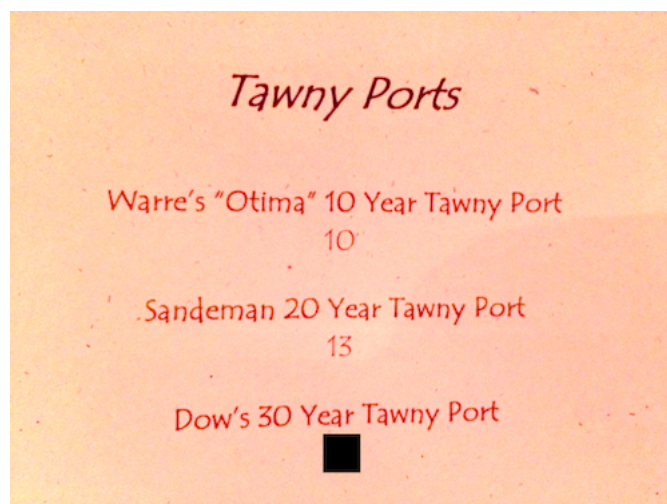 Tawny Ports
Warre's "Otima" 10 Year Tawny Port
10
Sandeman 20 Year Tawny Port
13
Dow's 30 Year Tawny Port